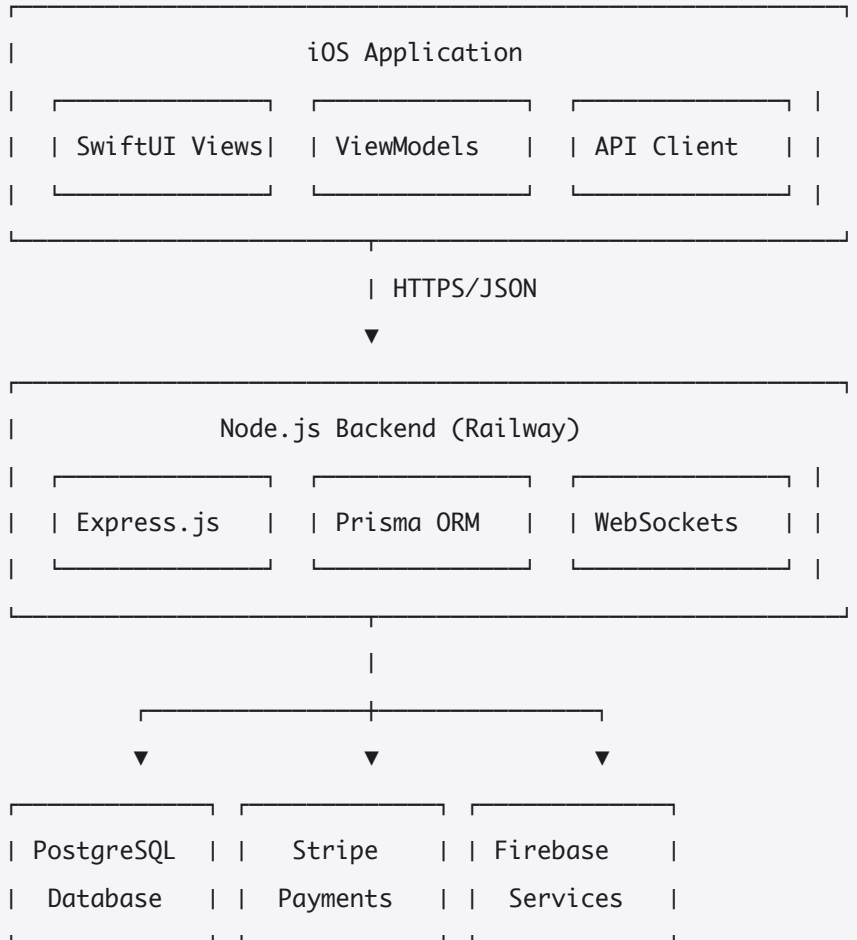 iOS Application
SwiftUI Views ViewModels API Client
HTTPS/JSON
Node.js Backend (Railway)
Express.js Prisma ORM WebSockets
PostgreSQL Stripe Firebase
Database Payments Services